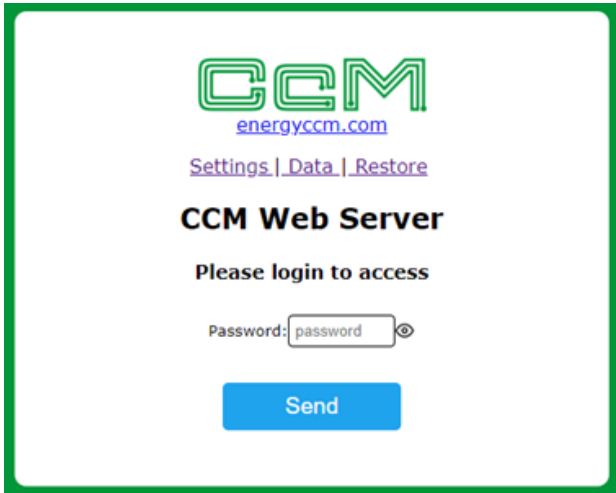 CCM
energyccm.com
Settings | Data | Restore
CCM Web Server
Please login to access
Password: password
Send